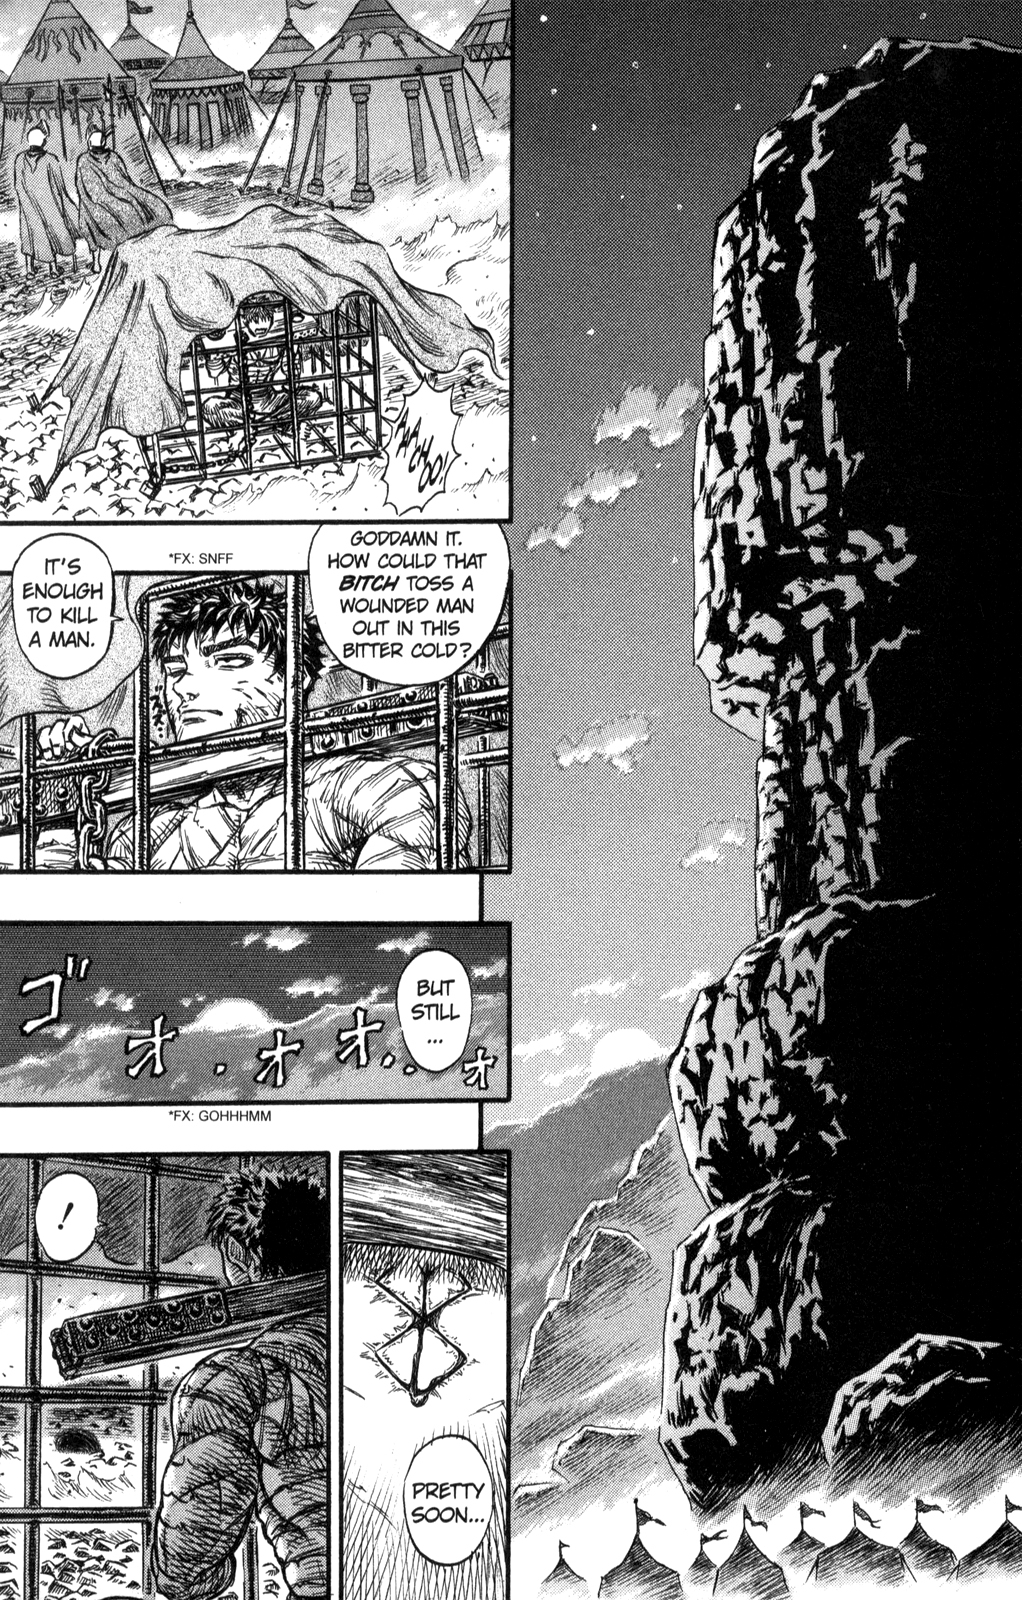 HA-CHOO!
GODDAMN IT.
HOW COULD THAT
BITCH TOSS A
WOUNDED MAN
OUT IN THIS
BITTER COLD?
*FX: SNFF
IT'S
ENOUGH
TO KILL
A MAN.
BUT
STILL
...
ゴオ.オオ...オ
*FX: GOHHHMM
PRETTY
SOON...
!